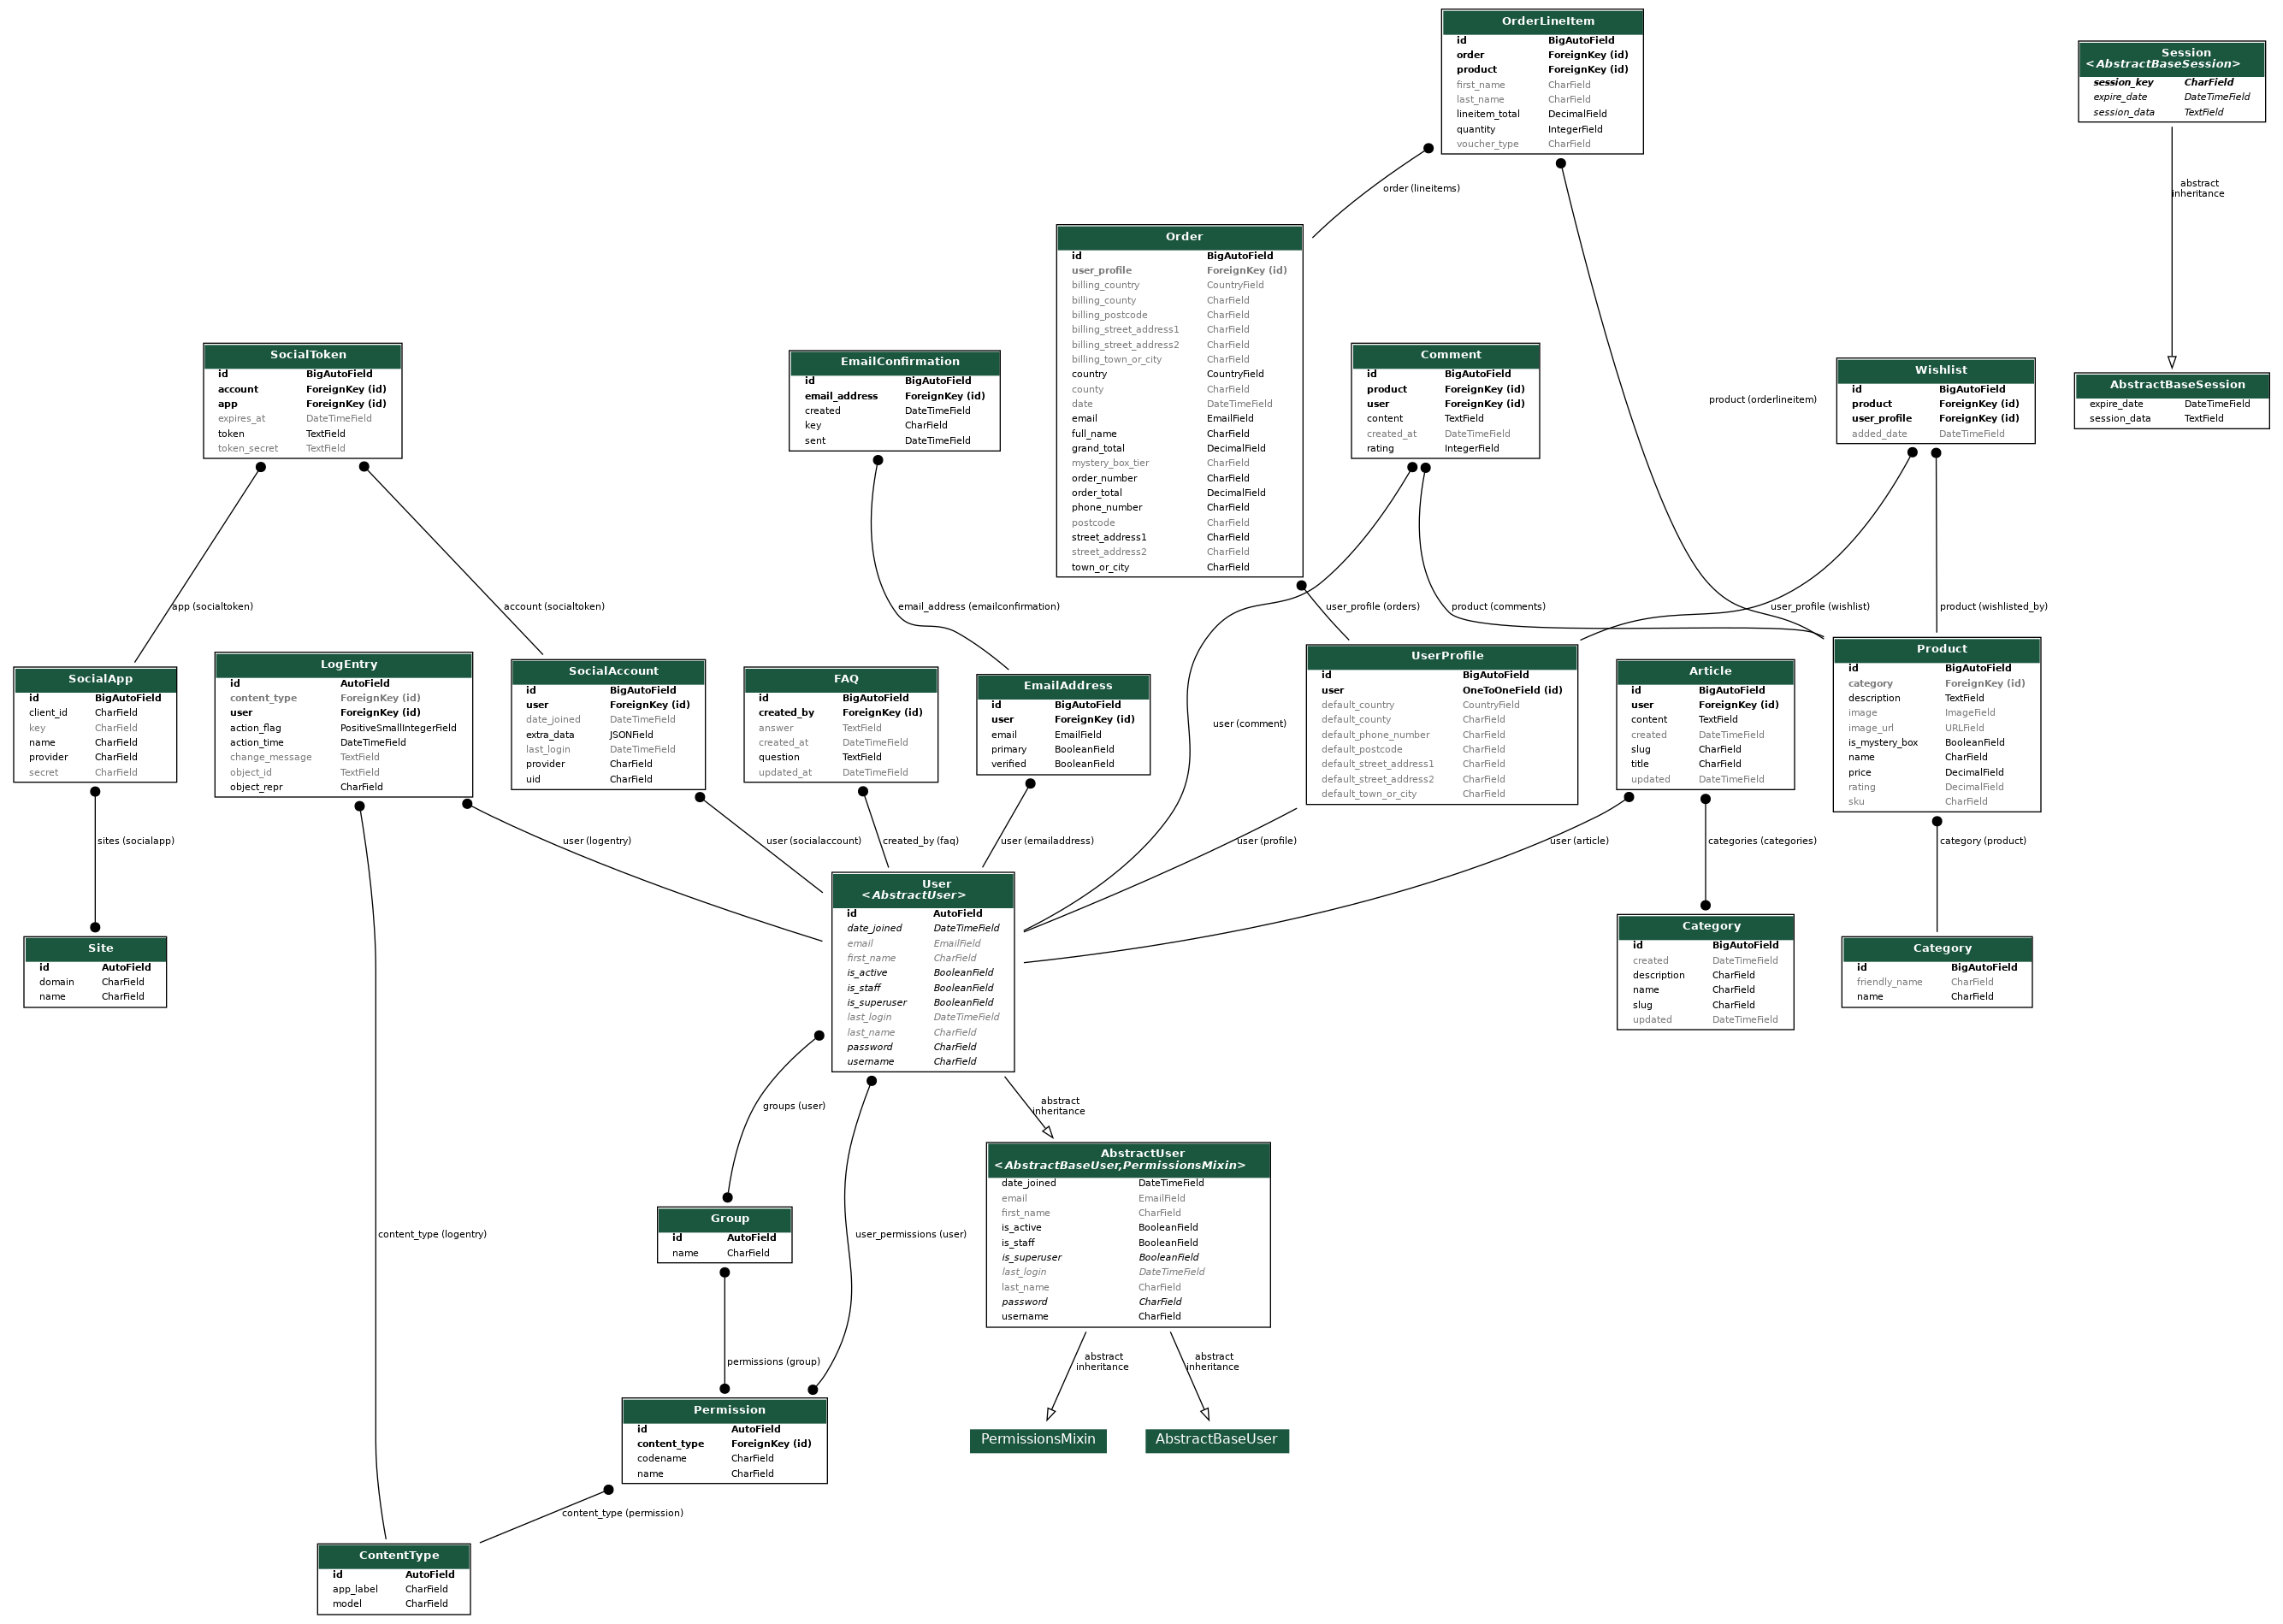 OrderLineItem
id BigAutoField
order ForeignKey (id)
product ForeignKey (id)
first_name CharField
last_name CharField
lineitem_total DecimalField
quantity IntegerField
voucher_type CharField
Session
<AbstractBaseSession>
session_key CharField
expire_date DateTimeField
session_data TextField
order (lineitems)
abstract
inheritance
Order
id BigAutoField
user_profile ForeignKey (id)
billing_country CountryField
billing_county CharField
billing_postcode CharField
billing_street_address1 CharField
billing_street_address2 CharField
billing_town_or_city CharField
country CountryField
county CharField
date DateTimeField
email EmailField
full_name CharField
grand_total DecimalField
mystery_box_tier CharField
order_number CharField
order_total DecimalField
phone_number CharField
postcode CharField
street_address1 CharField
street_address2 CharField
town_or_city CharField
SocialToken
id BigAutoField
account ForeignKey (id)
app ForeignKey (id)
expires_at DateTimeField
token TextField
token_secret TextField
EmailConfirmation
id BigAutoField
email_address ForeignKey (id)
created DateTimeField
key CharField
sent DateTimeField
Comment
id BigAutoField
product ForeignKey (id)
user ForeignKey (id)
content TextField
created_at DateTimeField
rating IntegerField
product (orderlineitem)
Wishlist
id BigAutoField
product ForeignKey (id)
user_profile ForeignKey (id)
added_date DateTimeField
AbstractBaseSession
expire_date DateTimeField
session_data TextField
app (socialtoken)
account (socialtoken)
email_address (emailconfirmation)
user_profile (orders)
product (comments)
user_profile (wishlist)
product (wishlisted_by)
SocialApp
id BigAutoField
client_id CharField
key CharField
name CharField
provider CharField
secret CharField
LogEntry
id AutoField
content_type ForeignKey (id)
user ForeignKey (id)
action_flag PositiveSmallIntegerField
action_time DateTimeField
change_message TextField
object_id TextField
object_repr CharField
SocialAccount
id BigAutoField
user ForeignKey (id)
date_joined DateTimeField
extra_data JSONField
last_login DateTimeField
provider CharField
uid CharField
FAQ
id BigAutoField
created_by ForeignKey (id)
answer TextField
created_at DateTimeField
question TextField
updated_at DateTimeField
EmailAddress
id BigAutoField
user ForeignKey (id)
email EmailField
primary BooleanField
verified BooleanField
user (comment)
UserProfile
id BigAutoField
user OneToOneField (id)
default_country CountryField
default_county CharField
default_phone_number CharField
default_postcode CharField
default_street_address1 CharField
default_street_address2 CharField
default_town_or_city CharField
Article
id BigAutoField
user ForeignKey (id)
content TextField
created DateTimeField
slug CharField
title CharField
updated DateTimeField
Product
id BigAutoField
category ForeignKey (id)
description TextField
image ImageField
image_url URLField
is_mystery_box BooleanField
name CharField
price DecimalField
rating DecimalField
sku CharField
sites (socialapp)
user (logentry)
user (socialaccount)
created_by (faq)
user (emailaddress)
user (profile)
user (article)
categories (categories)
category (product)
Site
id AutoField
domain CharField
name CharField
User
<AbstractUser>
id AutoField
date_joined DateTimeField
email EmailField
first_name CharField
is_active BooleanField
is_staff BooleanField
is_superuser BooleanField
last_login DateTimeField
last_name CharField
password CharField
username CharField
Category
id BigAutoField
created DateTimeField
description CharField
name CharField
slug CharField
updated DateTimeField
Category
id BigAutoField
friendly_name CharField
name CharField
groups (user)
abstract
inheritance
content_type (logentry)
Group
id AutoField
name CharField
user_permissions (user)
AbstractUser
<AbstractBaseUser,PermissionsMixin>
date_joined DateTimeField
email EmailField
first_name CharField
is_active BooleanField
is_staff BooleanField
is_superuser BooleanField
last_login DateTimeField
last_name CharField
password CharField
username CharField
permissions (group)
abstract
inheritance
abstract
inheritance
Permission
id AutoField
content_type ForeignKey (id)
codename CharField
name CharField
PermissionsMixin
AbstractBaseUser
content_type (permission)
ContentType
id AutoField
app_label CharField
model CharField